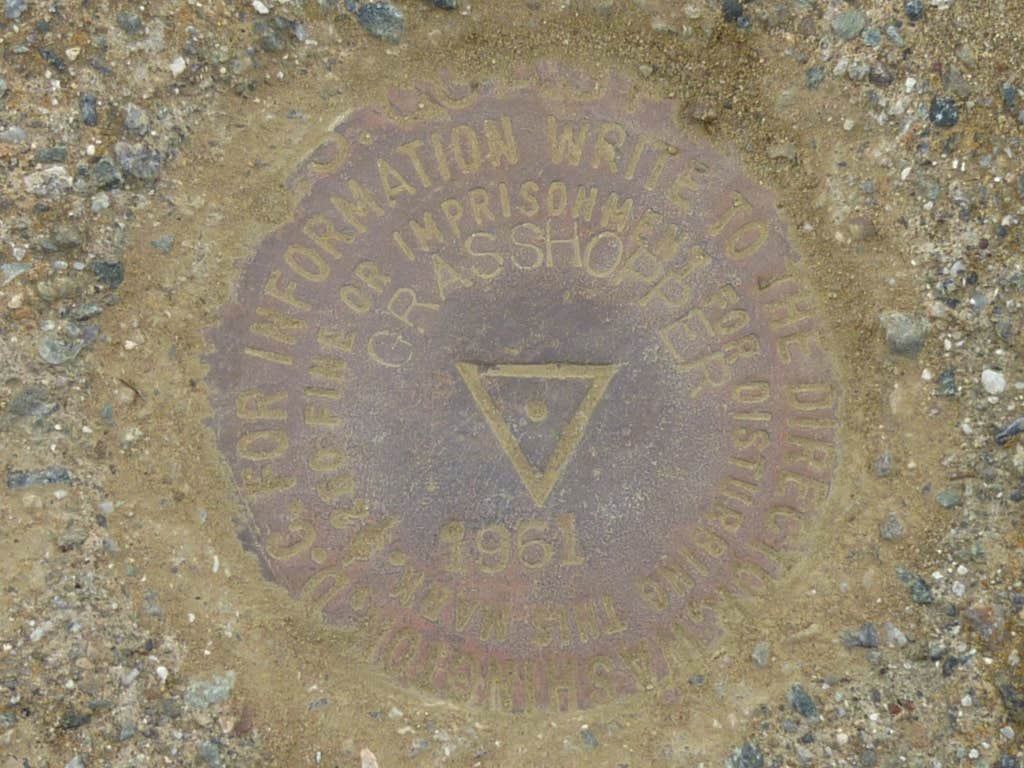 FOR INFORMATION WRITE TO THE DIRECTOR, WASHINGTON, D.C.
$250 FINE OR IMPRISONMENT FOR DISTURBING THIS MARK.
GRASSHOPPER
1961